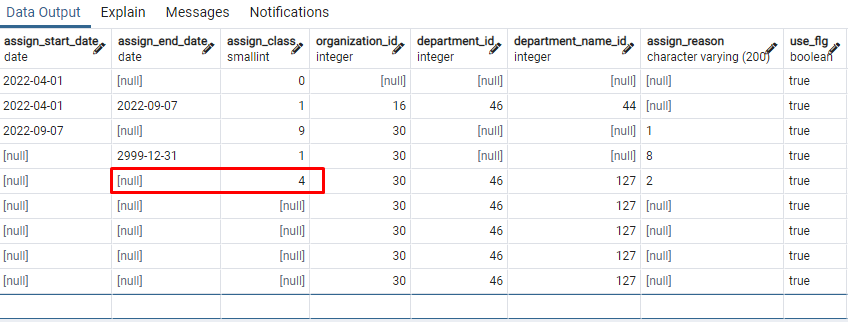 Data Output Explain Messages Notifications
assign_start_date assign_end_date assign_class organization_id department_id department_name_id assign_reason use_flg
date date smallint integer integer integer character varying (200) boolean
2022-04-01 [null] 0 [null] [null] [null] [null] true
2022-04-01 2022-09-07 1 16 46 44 [null] true
2022-09-07 [null] 9 30 [null] [null] 1 true
[null] 2999-12-31 1 30 [null] [null] 8 true
[null] [null] 4 30 46 127 2 true
[null] [null] [null] 30 46 127 [null] true
[null] [null] [null] 30 46 127 [null] true
[null] [null] [null] 30 46 127 [null] true
[null] [null] [null] 30 46 127 [null] true